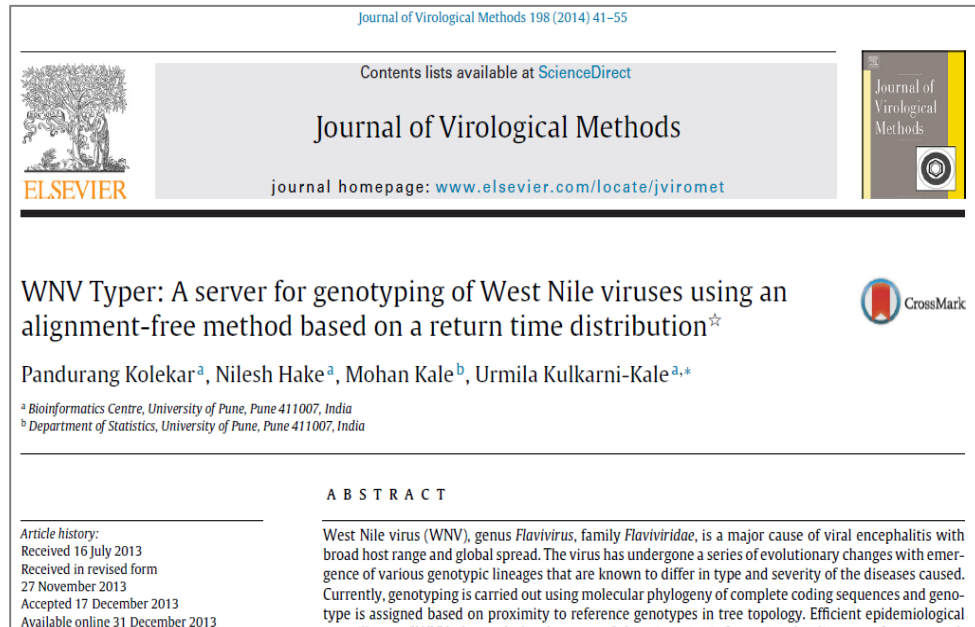 Journal of Virological Methods 198 (2014) 41–55
Contents lists available at ScienceDirect
Journal of Virological Methods
journal homepage: www.elsevier.com/locate/jviromet
ELSEVIER
Journal of
Virological
Methods
WNV Typer: A server for genotyping of West Nile viruses using an
alignment-free method based on a return time distribution☆
CrossMark
Pandurang Kolekar a, Nilesh Hake a, Mohan Kale b, Urmila Kulkarni-Kale a,*
a Bioinformatics Centre, University of Pune, Pune 411007, India
b Department of Statistics, University of Pune, Pune 411007, India
A B S T R A C T
Article history:
Received 16 July 2013
Received in revised form
27 November 2013
Accepted 17 December 2013
Available online 31 December 2013
West Nile virus (WNV), genus Flavivirus, family Flaviviridae, is a major cause of viral encephalitis with
broad host range and global spread. The virus has undergone a series of evolutionary changes with emer-
gence of various genotypic lineages that are known to differ in type and severity of the diseases caused.
Currently, genotyping is carried out using molecular phylogeny of complete coding sequences and geno-
type is assigned based on proximity to reference genotypes in tree topology. Efficient epidemiological